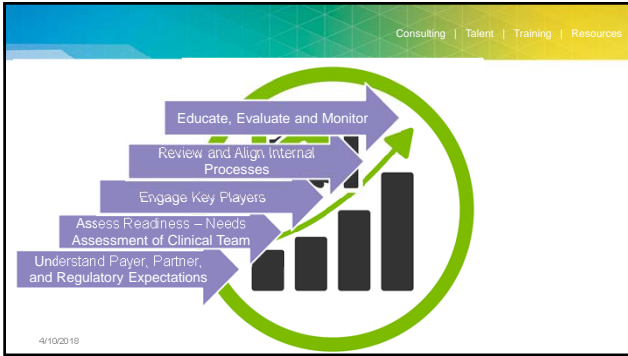 Consulting | Talent | Training | Resources
Educate, Evaluate and Monitor
Review and Align Internal
Processes
Engage Key Players
Assess Readiness – Needs
Assessment of Clinical Team
Understand Payer, Partner,
and Regulatory Expectations
4/10/2018